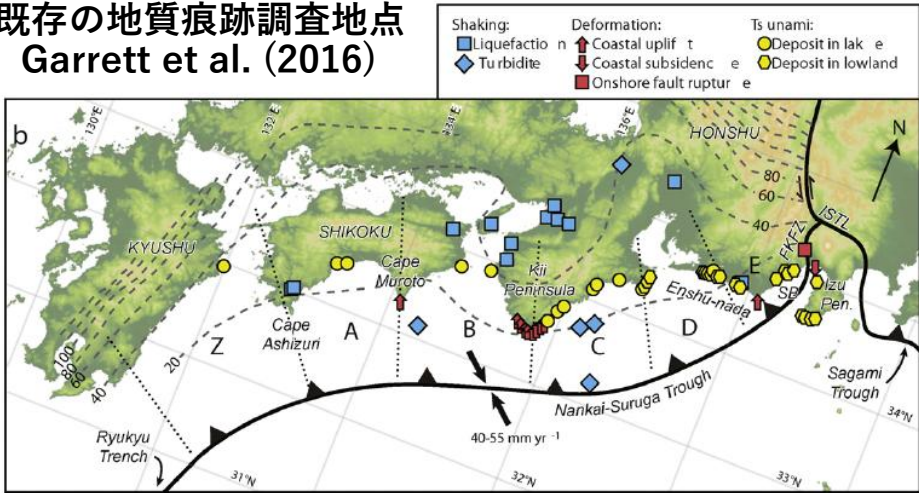 既存の地質痕跡調査地点
Garrett et al. (2016)
Shaking:
Liquefactio n
Tu rbidite
Deformation:
Coastal uplif t
Coastal subsidenc e
Onshore fault ruptur e
Ts unami:
Deposit in lak e
Deposit in lowland
b
130°E
132°E
134°E
136°E
HONSHU
N
80
60
40
ISTL
FKFZ
KYUSHU
SHIKOKU
Cape
Muroto
Kii
Peninsula
Enshu-nada
E
SB
Izu
Pen.
Cape
Ashizuri
Z
A
B
C
D
100
80
60
40
20
Nankai-Suruga Trough
Sagami
Trough
40-55 mm yr -1
Ryukyu
Trench
31°N
32°N
33°N
34°N